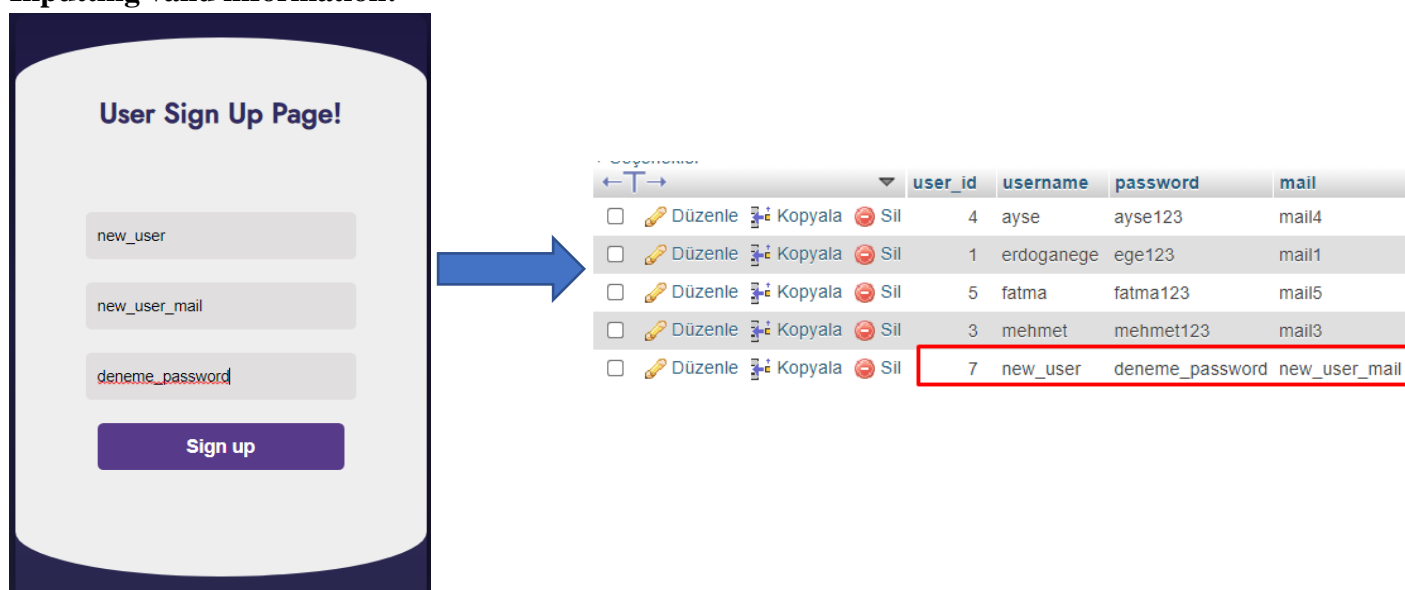 User Sign Up Page!
new_user
new_user_mail
deneme_password
Sign up
user_id username password mail
Düzenle Kopyala Sil 4 ayse ayse123 mail4
Düzenle Kopyala Sil 1 erdoganege ege123 mail1
Düzenle Kopyala Sil 5 fatma fatma123 mail5
Düzenle Kopyala Sil 3 mehmet mehmet123 mail3
Düzenle Kopyala Sil 7 new_user deneme_password new_user_mail